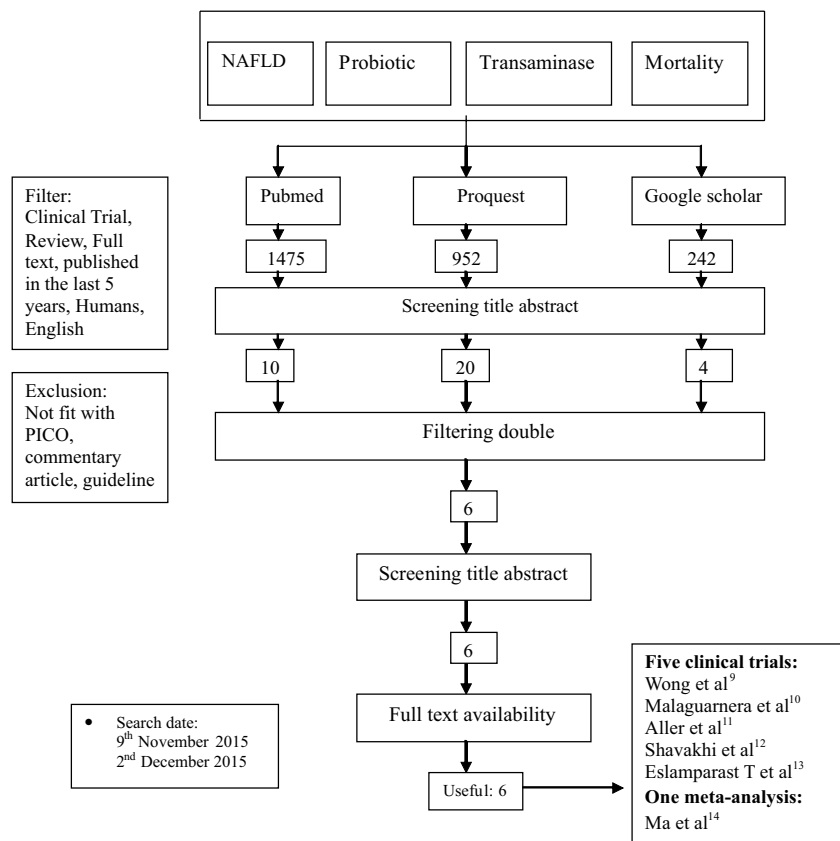 NAFLD
Probiotic
Transaminase
Mortality
Filter:
Clinical Trial,
Review, Full
text, published
in the last 5
years, Humans,
English
Pubmed
Proquest
Google scholar
1475
952
242
Screening title abstract
10
20
4
Exclusion:
Not fit with
PICO,
commentary
article, guideline
Filtering double
6
Screening title abstract
6
Full text availability
• Search date:
9th November 2015
2nd December 2015
Useful: 6
Five clinical trials:
Wong et al9
Malaguarnera et al10
Aller et al11
Shavakhi et al12
Eslamparast T et al13
One meta-analysis:
Ma et al14